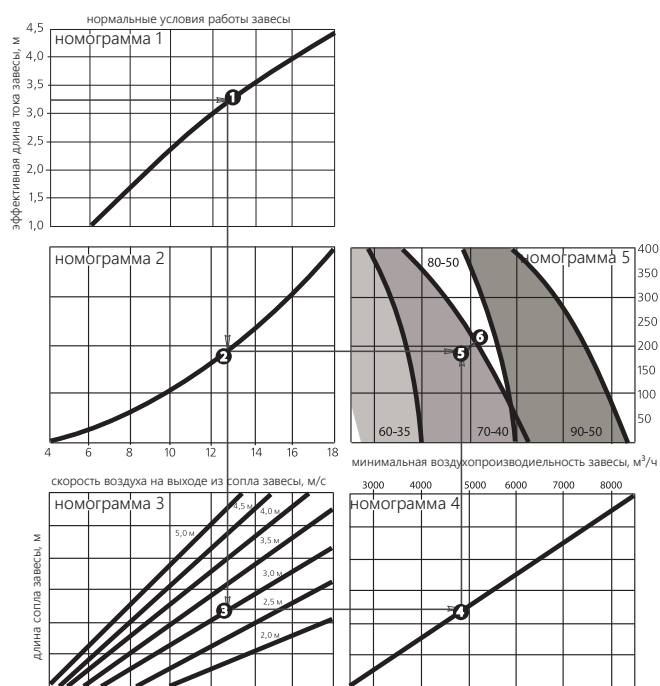 нормальные условия работы завесы
эффективная длина тока завесы, м
номограмма 1
4,5
4,0
3,5
3,0
2,5
2,0
1,5
1,0
1
номограмма 2
2
4 6 8 10 12 14 16 18
номограмма 5
80-50
60-35
70-40
90-50
5
6
400
350
300
250
200
150
100
50
скорость воздуха на выходе из сопла завесы, м/с
минимальная воздухопроизводиельность завесы, м³/ч
длина сопла завесы, м
номограмма 3
5,0 м
4,5 м
4,0 м
3,5 м
3,0 м
2,5 м
2,0 м
3
3000 4000 5000 6000 7000 8000
номограмма 4
4